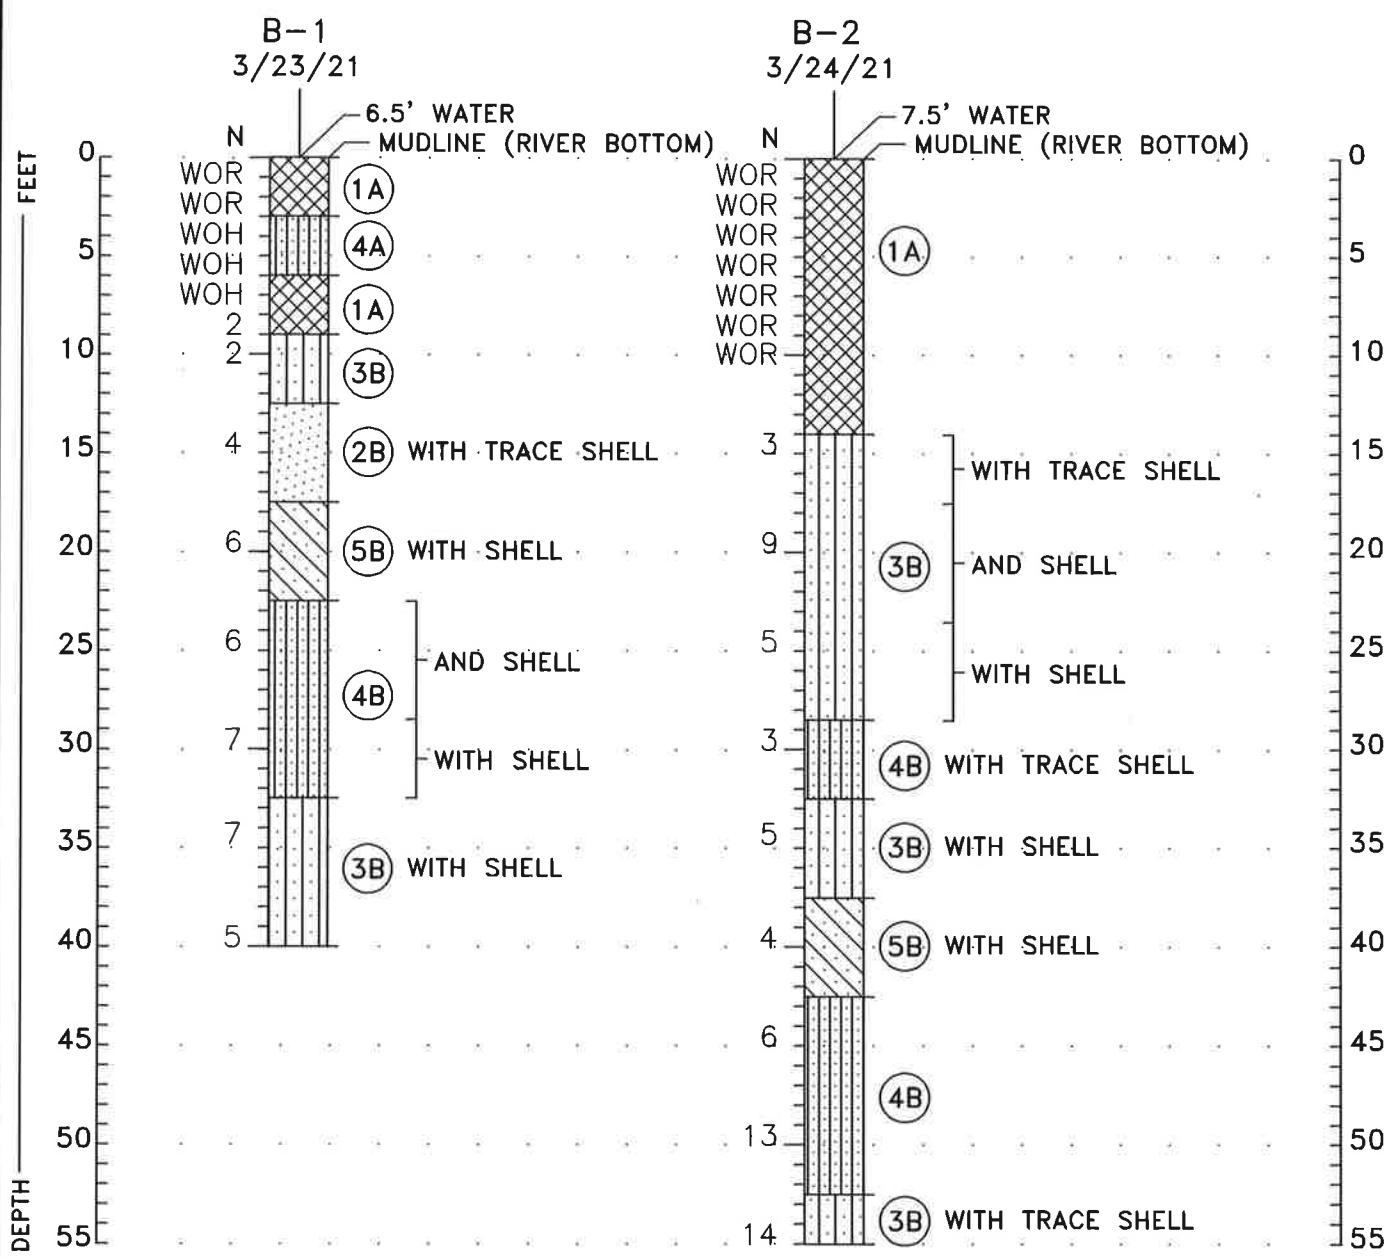 B-1
3/23/21
6.5' WATER
MUDLINE (RIVER BOTTOM)
N
B-2
3/24/21
7.5' WATER
MUDLINE (RIVER BOTTOM)
N
FEET
DEPTH
0
5
10
15
20
25
30
35
40
45
50
55
WOR
WOR
WOH
WOH
WOH
2
2
4
6
6
7
7
5
1A
4A
1A
3B
2B WITH TRACE SHELL
5B WITH SHELL
4B
AND SHELL
WITH SHELL
3B WITH SHELL
WOR
WOR
WOR
WOR
WOR
WOR
WOR
3
9
5
3
5
4
6
13
14
1A
3B
WITH TRACE SHELL
AND SHELL
WITH SHELL
4B WITH TRACE SHELL
3B WITH SHELL
5B WITH SHELL
4B
3B WITH TRACE SHELL
0
5
10
15
20
25
30
35
40
45
50
55